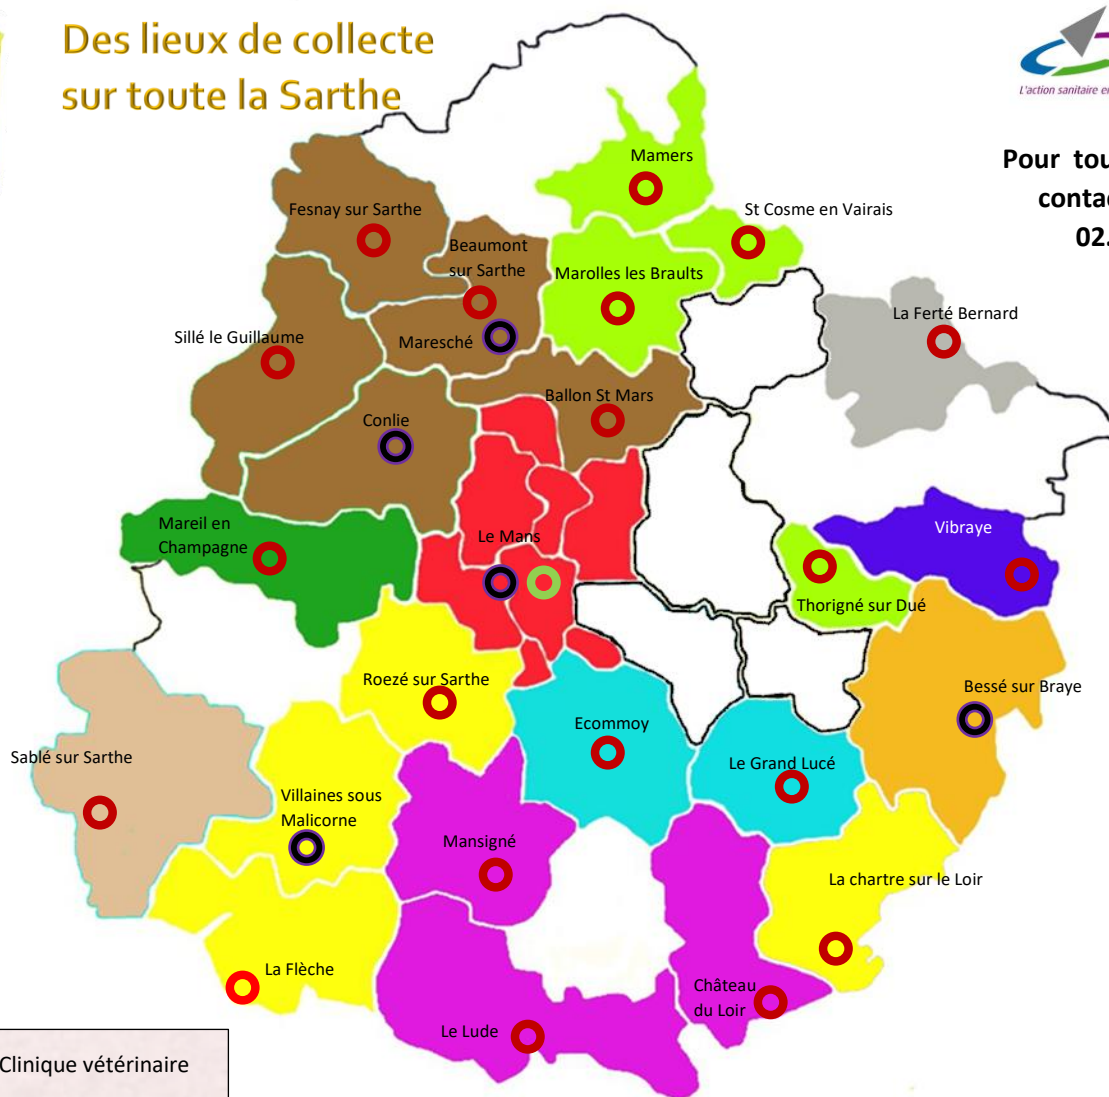 Des lieux de collecte
sur toute la Sarthe
L'action sanitaire e
Pour tou
contac
02.
Mamers
Fesnay sur Sarthe
St Cosme en Vairais
Beaumont
sur Sarthe
Marolles les Braults
La Ferté Bernard
Sillé le Guillaume
Maresché
Ballon St Mars
Conlie
Mareil en
Champagne
Le Mans
Vibraye
Thorigné sur Dué
Roezé sur Sarthe
Bessé sur Braye
Ecommoy
Sablé sur Sarthe
Le Grand Lucé
Villaines sous
Malicorne
Mansigné
La chartre sur le Loir
La Flèche
Château
du Loir
Le Lude
Clinique vétérinaire